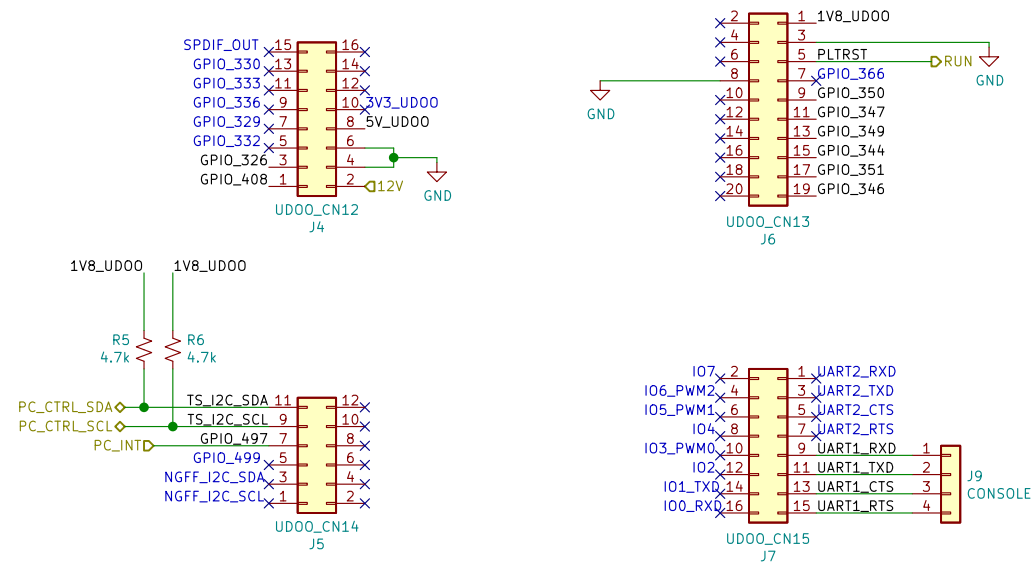 SPDIF_OUT 15 16
GPIO_330 13 14
GPIO_333 11 12
GPIO_336 9 10 3V3_UDOO
GPIO_329 7 8 5V_UDOO
GPIO_332 5 6
GPIO_326 3 4
GPIO_408 1 2 12V
GND
UDOO_CN12
J4
2 1 1V8_UDOO
4 3
6 5 PLTRST RUN
8 7 GPIO_366
GND
10 9 GPIO_350
GND
12 11 GPIO_347
14 13 GPIO_349
16 15 GPIO_344
18 17 GPIO_351
20 19 GPIO_346
UDOO_CN13
J6
1V8_UDOO 1V8_UDOO
R5 R6
4.7k 4.7k
PC_CTRL_SDA TS_I2C_SDA 11 12
PC_CTRL_SCL TS_I2C_SCL 9 10
PC_INT GPIO_497 7 8
GPIO_499 5 6
NGFF_I2C_SDA 3 4
NGFF_I2C_SCL 1 2
UDOO_CN14
J5
IO7 2 1 UART2_RXD
IO6_PWM2 4 3 UART2_TXD
IO5_PWM1 6 5 UART2_CTS
IO4 8 7 UART2_RTS
IO3_PWM0 10 9 UART1_RXD 1
IO2 12 11 UART1_TXD 2
IO1_TXD 14 13 UART1_CTS 3
IO0_RXD 16 15 UART1_RTS 4
J9
CONSOLE
UDOO_CN15
J7